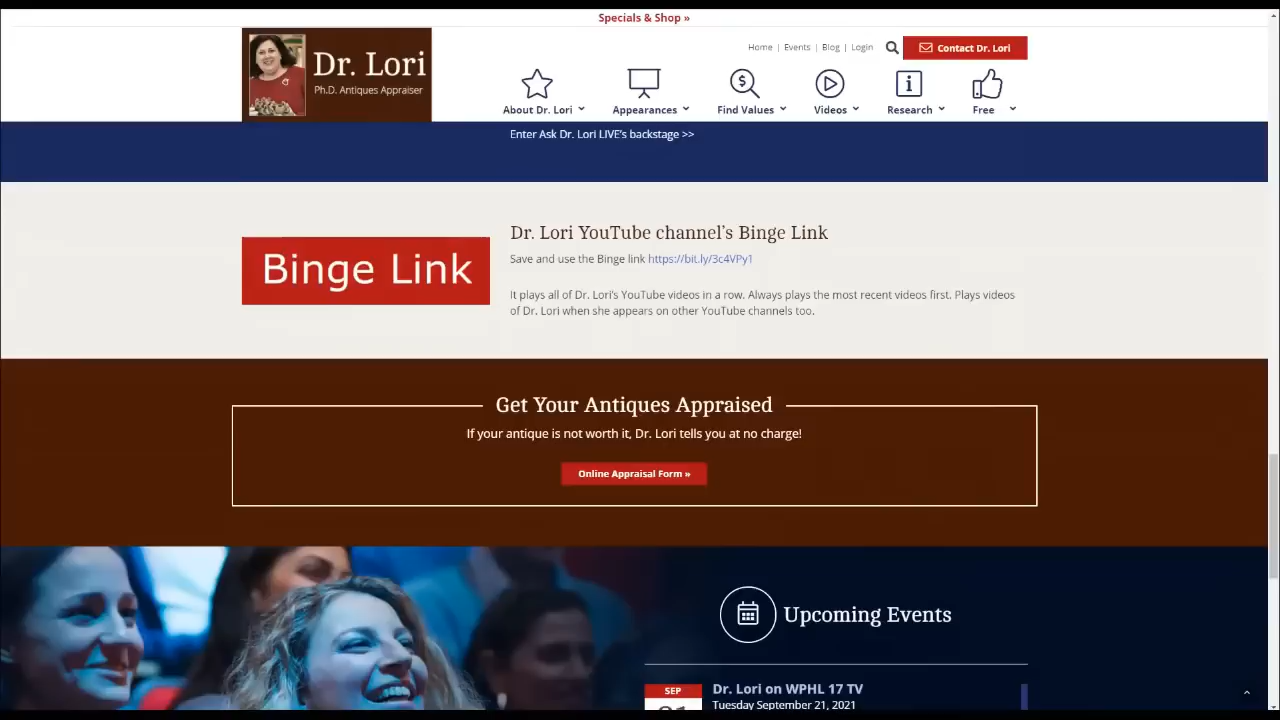 Specials & Shop »
Dr. Lori
Ph.D. Antiques Appraiser
Home | Events | Blog | Login
Contact Dr. Lori
About Dr. Lori
Appearances
Find Values
Videos
Research
Free
Enter Ask Dr. Lori LIVE's backstage >>
Binge Link
Dr. Lori YouTube channel's Binge Link
Save and use the Binge link https://bit.ly/3c4VPy1
It plays all of Dr. Lori's YouTube videos in a row. Always plays the most recent videos first. Plays videos
of Dr. Lori when she appears on other YouTube channels too.
Get Your Antiques Appraised
If your antique is not worth it, Dr. Lori tells you at no charge!
Online Appraisal Form »
Upcoming Events
SEP
Dr. Lori on WPHL 17 TV
Tuesday September 21, 2021